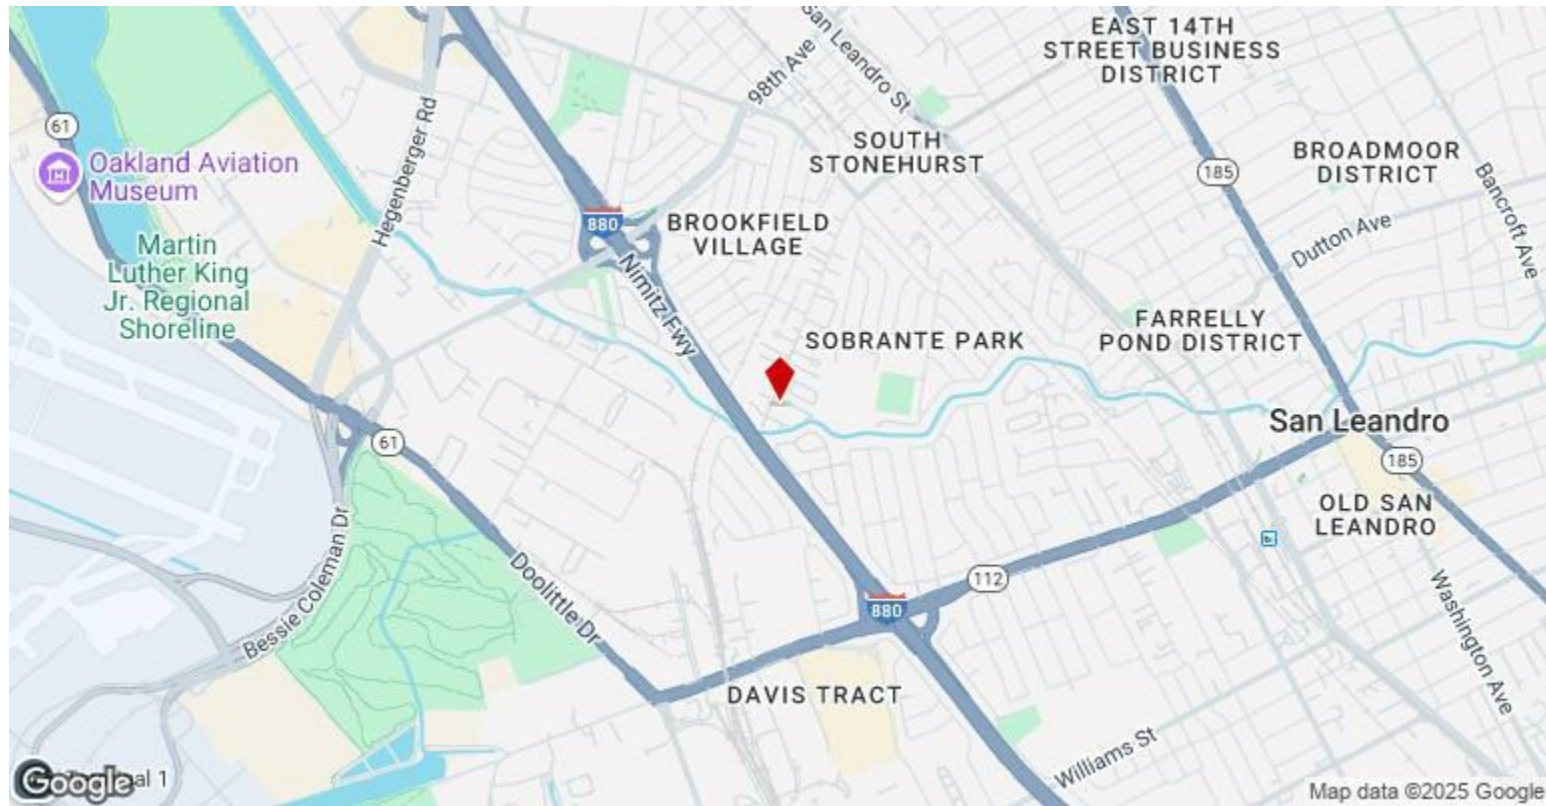 EAST 14TH
STREET BUSINESS
DISTRICT
San Leandro St
98th Ave
61
Oakland Aviation
Museum
Hegenberger Rd
SOUTH
STONEHURST
BROADMOOR
DISTRICT
185
Bancroft Ave
880
BROOKFIELD
VILLAGE
Dutton Ave
Martin
Luther King
Jr. Regional
Shoreline
Nimitz Fwy
SOBRANTE PARK
FARRELLY
POND DISTRICT
San Leandro
61
185
OLD SAN
LEANDRO
Bessie Coleman Dr
Doolittle Dr
112
880
Washington Ave
DAVIS TRACT
Williams St
Google
al 1
Map data ©2025 Google